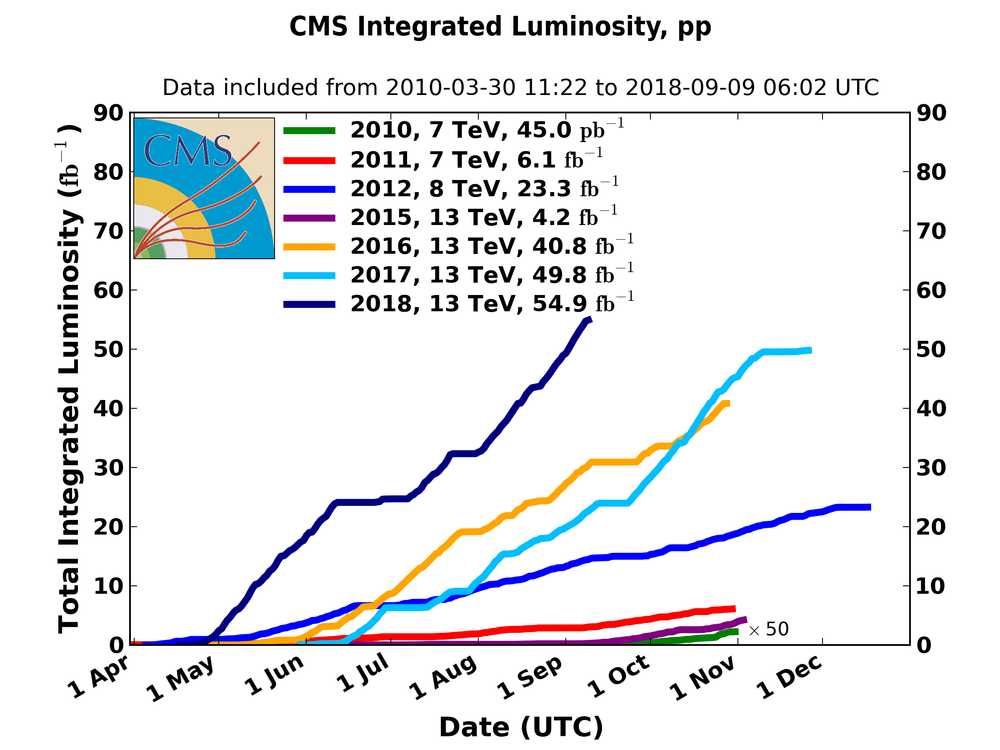 CMS Integrated Luminosity, pp
Data included from 2010-03-30 11:22 to 2018-09-09 06:02 UTC
CMS
2010, 7 TeV, 45.0 pb⁻¹
2011, 7 TeV, 6.1 fb⁻¹
2012, 8 TeV, 23.3 fb⁻¹
2015, 13 TeV, 4.2 fb⁻¹
2016, 13 TeV, 40.8 fb⁻¹
2017, 13 TeV, 49.8 fb⁻¹
2018, 13 TeV, 54.9 fb⁻¹
Total Integrated Luminosity (fb⁻¹)
90 90
80 80
70 70
60 60
50 50
40 40
30 30
20 20
10 10
× 50
0 0
1 Apr 1 May 1 Jun 1 Jul 1 Aug 1 Sep 1 Oct 1 Nov 1 Dec
Date (UTC)